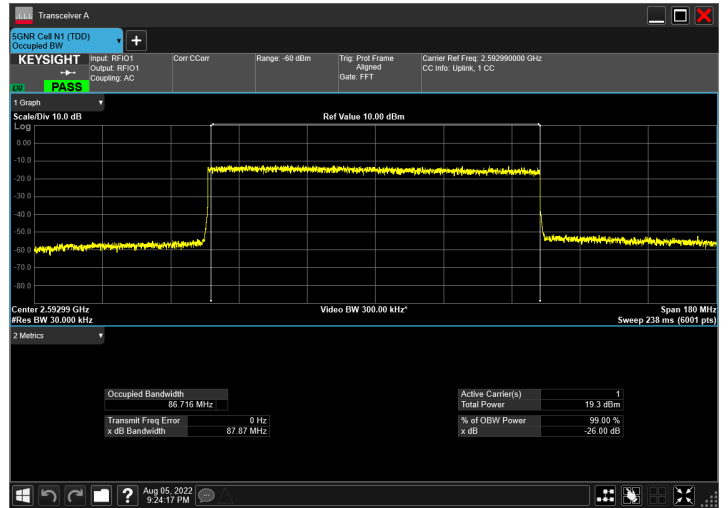 Transceiver A
5GNR Cell N1 (TDD)
Occupied BW
KEYSIGHT
LXI
PASS
Input: RFIO1
Output: RFIO1
Coupling: AC
Corr CCorr
Range: -60 dBm
Trig: Prot Frame
Aligned
Gate: FFT
Carrier Ref Freq: 2.592990000 GHz
CC Info: Uplink, 1 CC
1 Graph
Scale/Div 10.0 dB
Ref Value 10.00 dBm
Log
0.00
-10.0
-20.0
-30.0
-40.0
-50.0
-60.0
-70.0
-80.0
Center 2.59299 GHz
Video BW 300.00 kHz*
Span 180 MHz
#Res BW 30.000 kHz
Sweep 238 ms (6001 pts)
2 Metrics
Occupied Bandwidth
86.716 MHz
Transmit Freq Error 0 Hz
x dB Bandwidth 87.87 MHz
Active Carrier(s) 1
Total Power 19.3 dBm
% of OBW Power 99.00 %
x dB -26.00 dB
?
Aug 05, 2022
9:24:17 PM